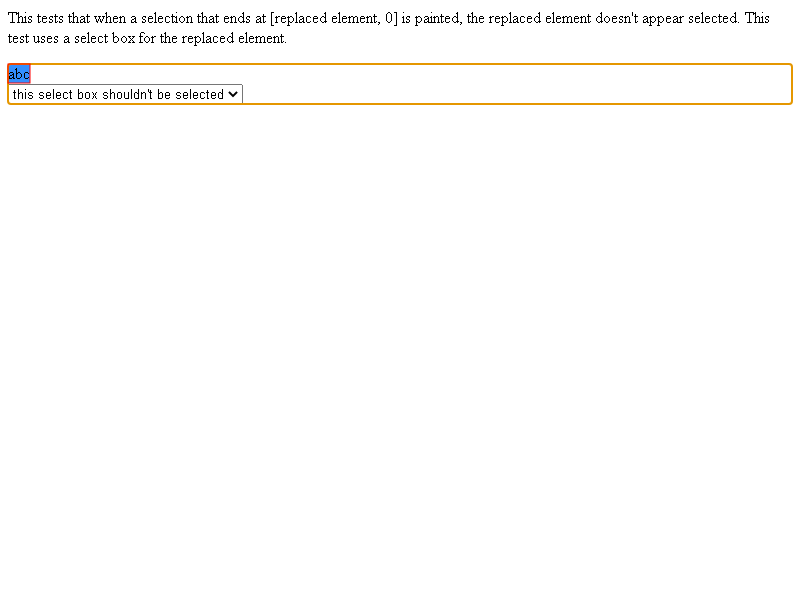 This tests that when a selection that ends at [replaced element, 0] is painted, the replaced element doesn't appear selected. This
test uses a select box for the replaced element.
abc
this select box shouldn't be selected